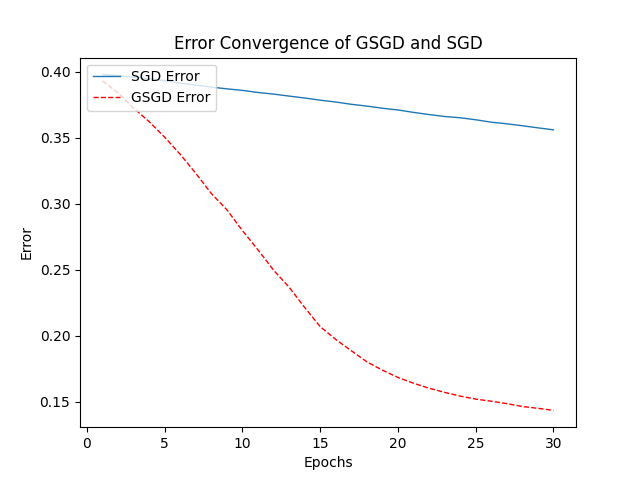 Error Convergence of GSGD and SGD
SGD Error
GSGD Error
0.40
0.35
0.30
0.25
0.20
0.15
Error
0 5 10 15 20 25 30
Epochs